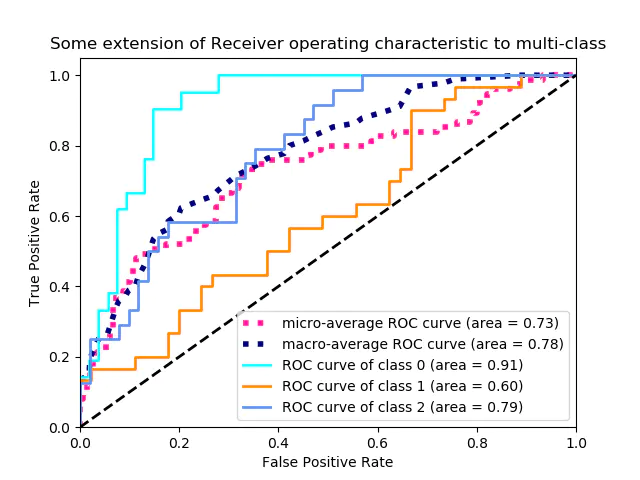 Some extension of Receiver operating characteristic to multi-class
1.0
0.8
0.6
0.4
0.2
0.0
True Positive Rate
micro-average ROC curve (area = 0.73)
macro-average ROC curve (area = 0.78)
ROC curve of class 0 (area = 0.91)
ROC curve of class 1 (area = 0.60)
ROC curve of class 2 (area = 0.79)
0.0 0.2 0.4 0.6 0.8 1.0
False Positive Rate